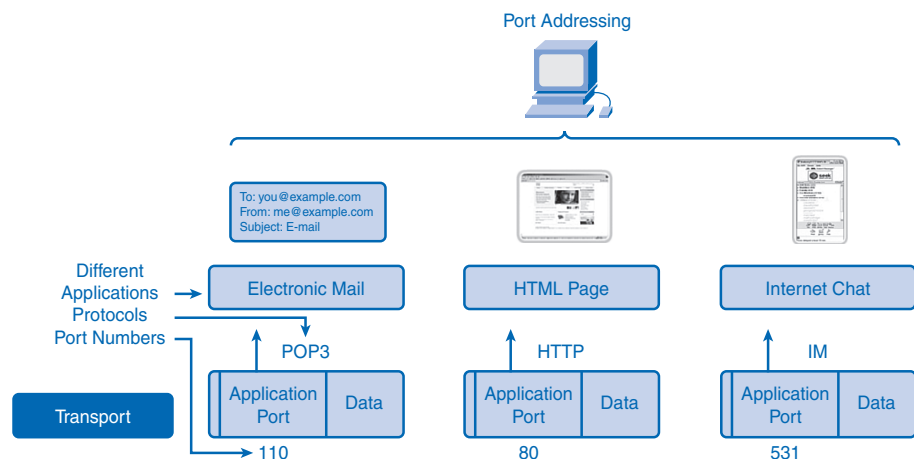 Port Addressing
To: you@example.com
From: me@example.com
Subject: E-mail
Different
Applications
Protocols
Port Numbers
Electronic Mail
HTML Page
Internet Chat
POP3
HTTP
IM
Transport
Application
Port
Data
Application
Port
Data
Application
Port
Data
110
80
531